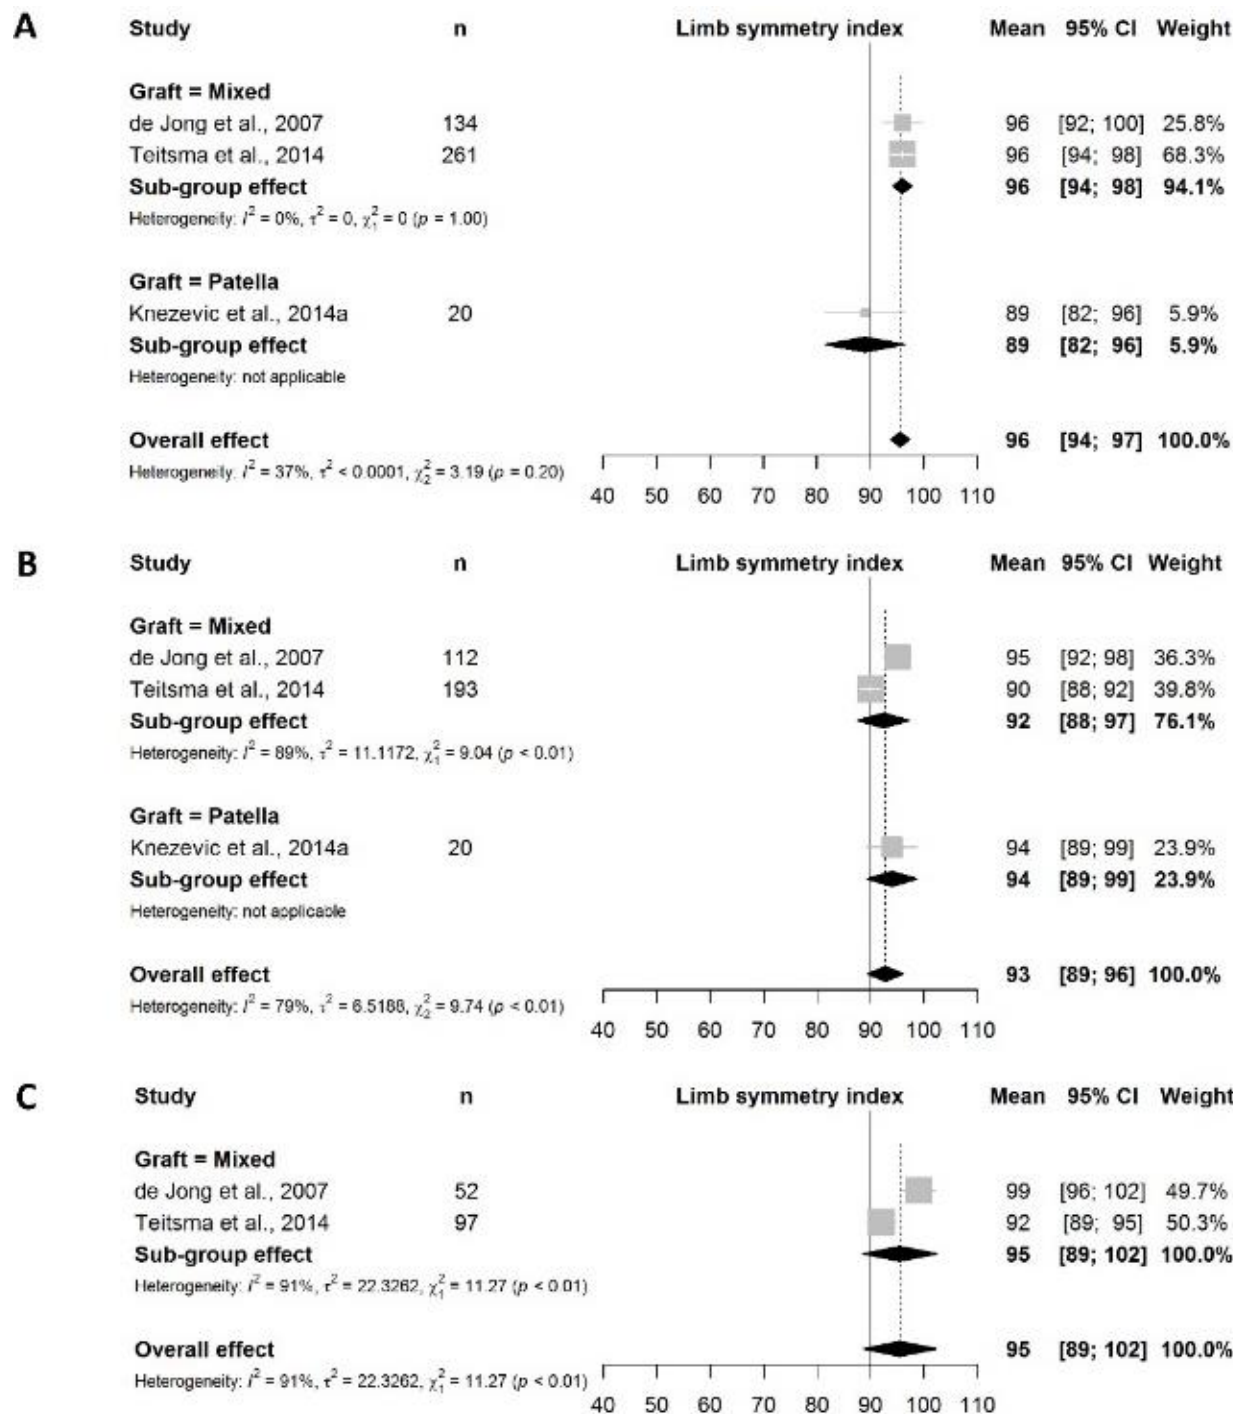 A Study n Limb symmetry index Mean 95% CI Weight
Graft = Mixed
de Jong et al., 2007 134 96 [92; 100] 25.8%
Teitsma et al., 2014 261 96 [94; 98] 68.3%
Sub-group effect 96 [94; 98] 94.1%
Heterogeneity: I² = 0%, τ² = 0, χ²₁ = 0 (p = 1.00)
Graft = Patella
Knezevic et al., 2014a 20 89 [82; 96] 5.9%
Sub-group effect 89 [82; 96] 5.9%
Heterogeneity: not applicable
Overall effect 96 [94; 97] 100.0%
Heterogeneity: I² = 37%, τ² < 0.0001, χ²₂ = 3.19 (p = 0.20)
40 50 60 70 80 90 100 110
B Study n Limb symmetry index Mean 95% CI Weight
Graft = Mixed
de Jong et al., 2007 112 95 [92; 98] 36.3%
Teitsma et al., 2014 193 90 [88; 92] 39.8%
Sub-group effect 92 [88; 97] 76.1%
Heterogeneity: I² = 89%, τ² = 11.1172, χ²₁ = 9.04 (p < 0.01)
Graft = Patella
Knezevic et al., 2014a 20 94 [89; 99] 23.9%
Sub-group effect 94 [89; 99] 23.9%
Heterogeneity: not applicable
Overall effect 93 [89; 96] 100.0%
Heterogeneity: I² = 79%, τ² = 6.5188, χ²₂ = 9.74 (p < 0.01)
40 50 60 70 80 90 100 110
C Study n Limb symmetry index Mean 95% CI Weight
Graft = Mixed
de Jong et al., 2007 52 99 [96; 102] 49.7%
Teitsma et al., 2014 97 92 [89; 95] 50.3%
Sub-group effect 95 [89; 102] 100.0%
Heterogeneity: I² = 91%, τ² = 22.3262, χ²₁ = 11.27 (p < 0.01)
Overall effect 95 [89; 102] 100.0%
Heterogeneity: I² = 91%, τ² = 22.3262, χ²₁ = 11.27 (p < 0.01)
40 50 60 70 80 90 100 110